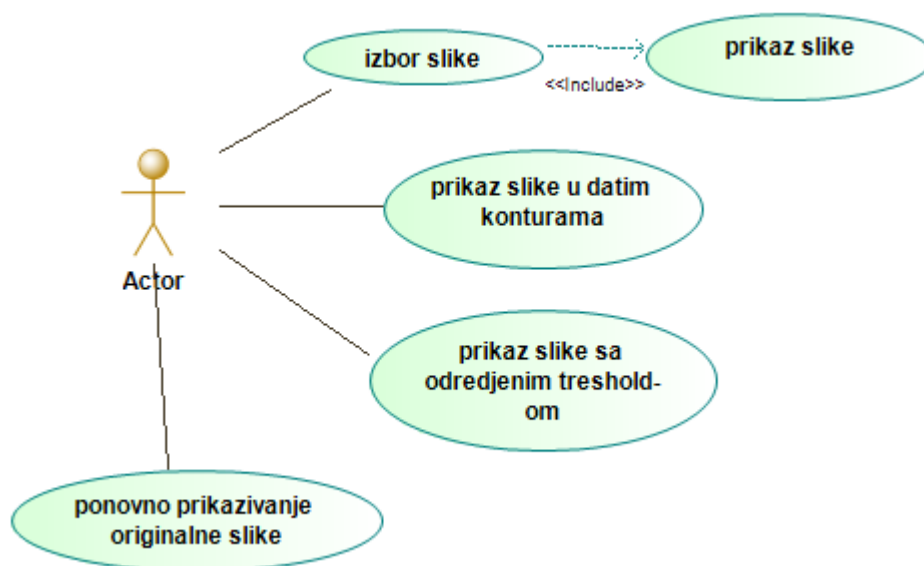 izbor slike
prikaz slike
<<Include>>
prikaz slike u datim
konturama
Actor
prikaz slike sa
odredjenim treshold-
om
ponovno prikazivanje
originalne slike